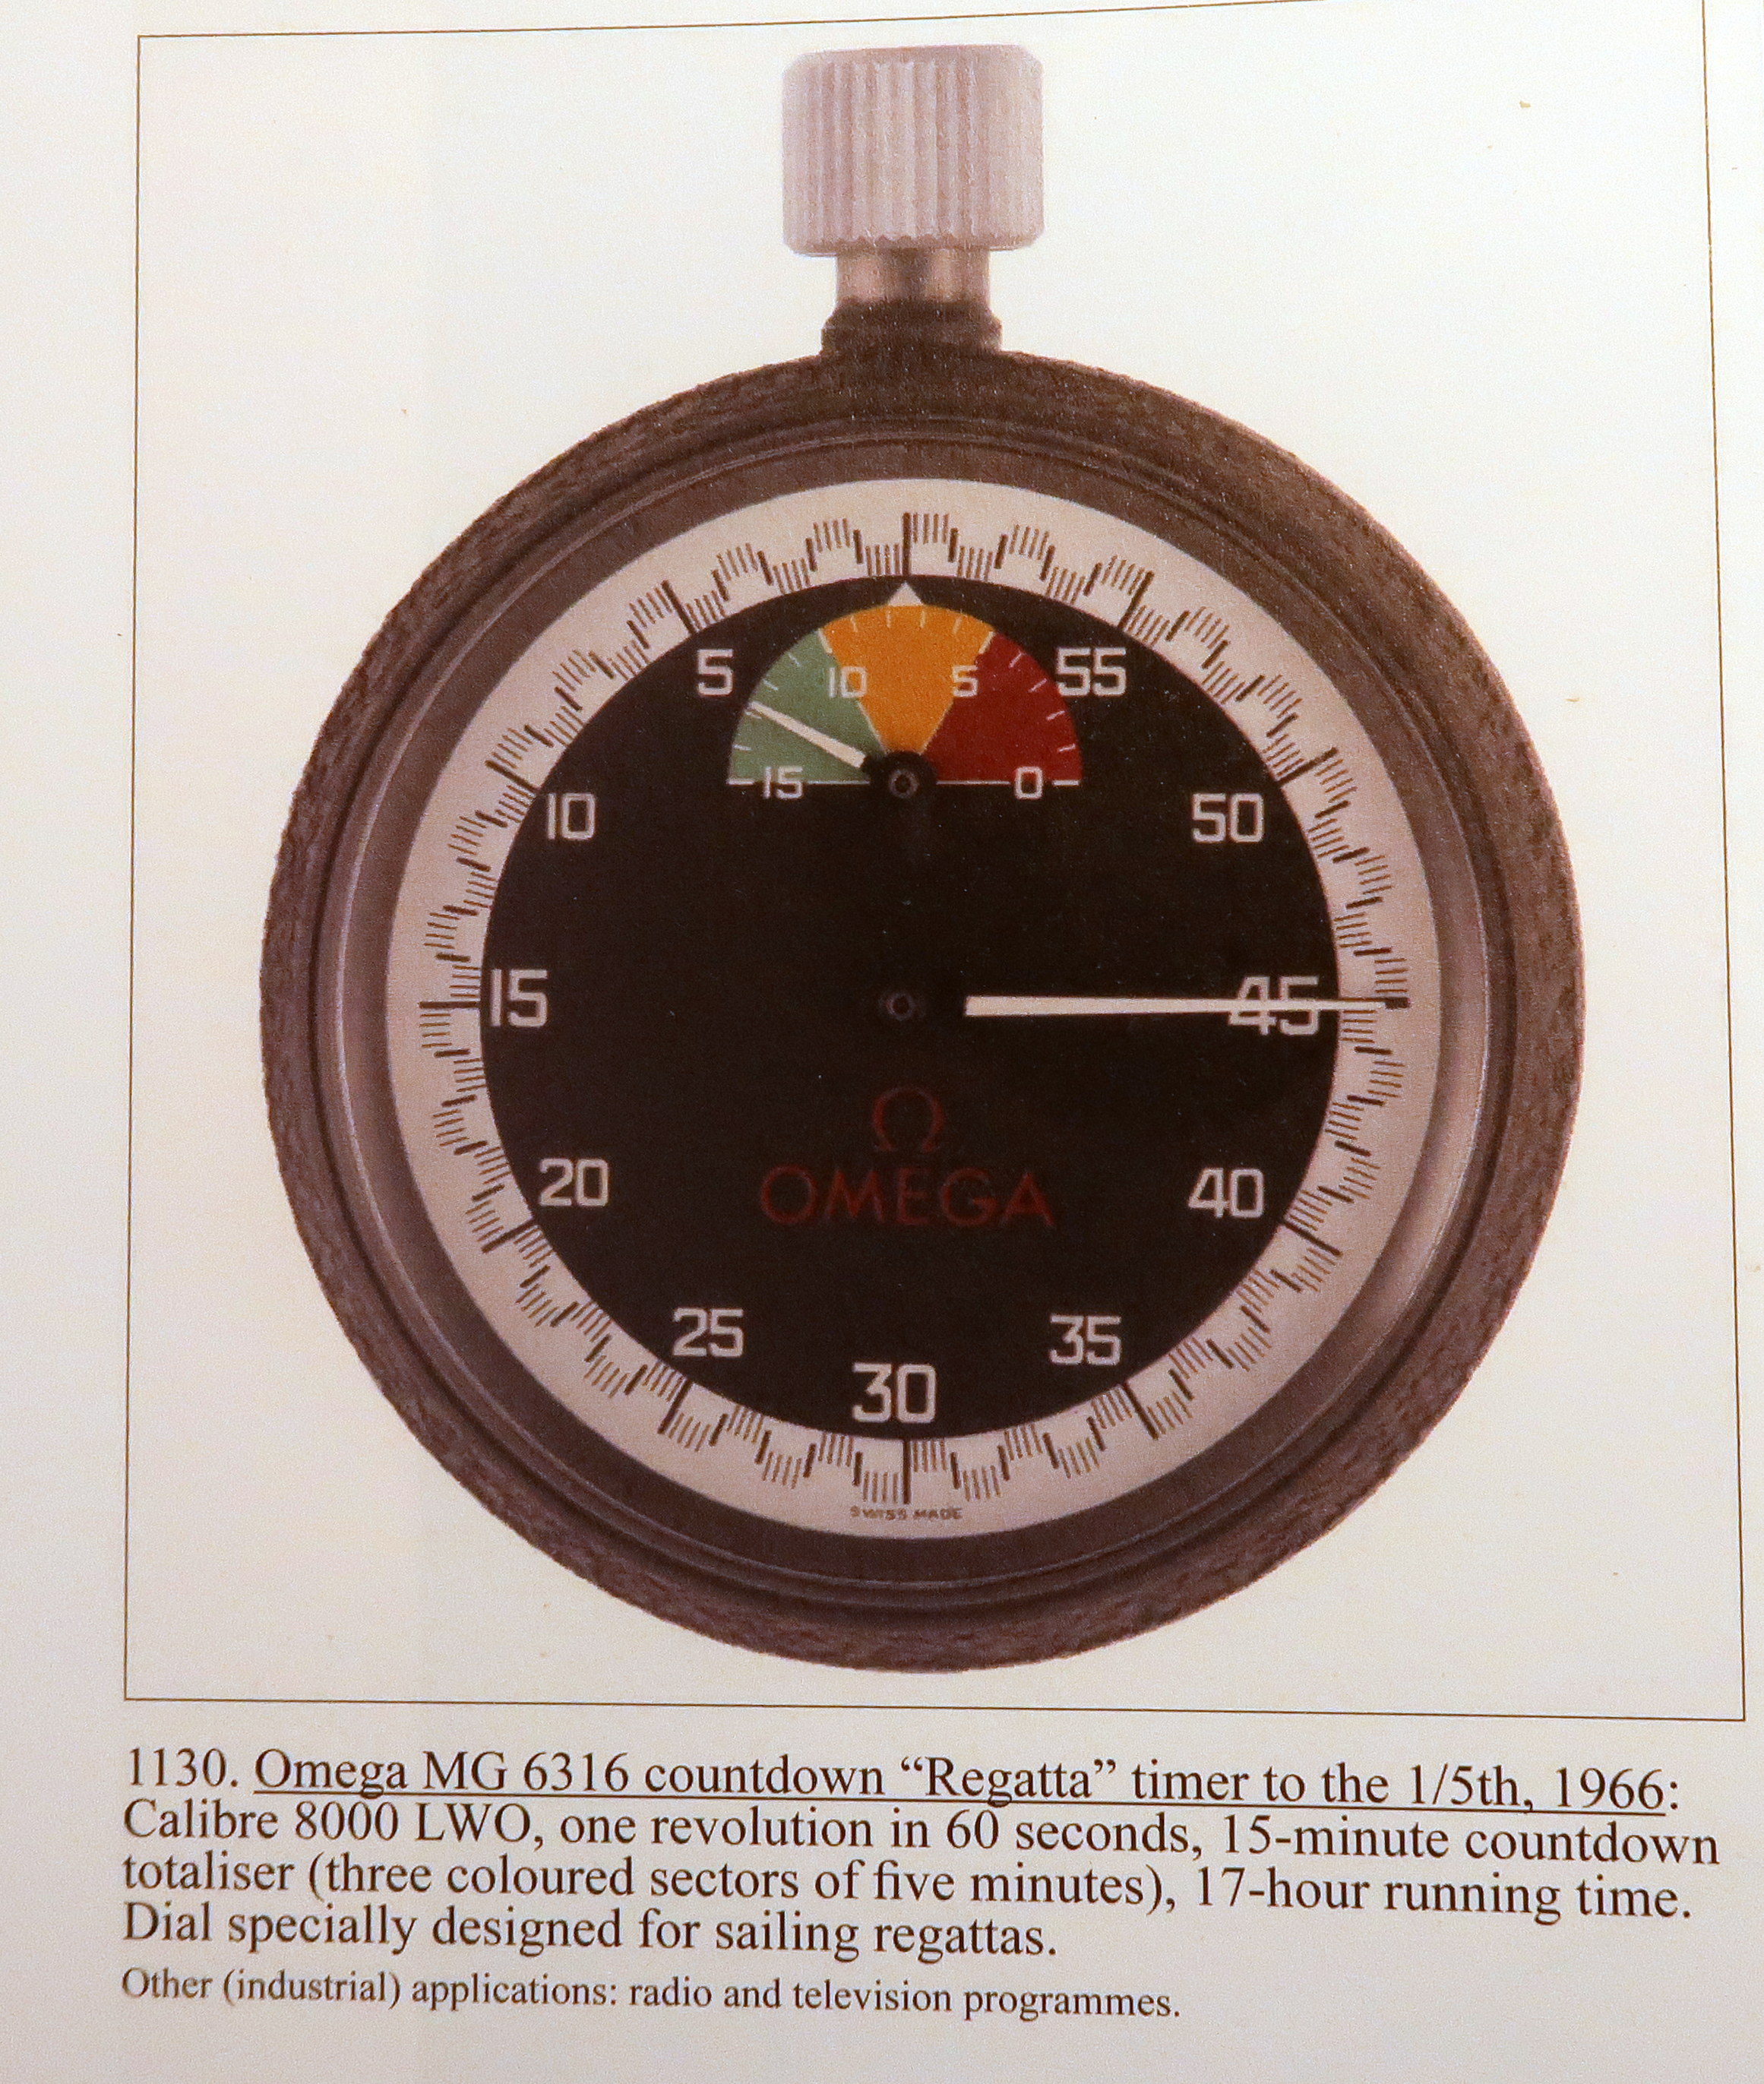 5 55
10 5
15 0
10 50
15 45
Ω
OMEGA
20 40
25 35
30
SWISS MADE
1130. Omega MG 6316 countdown “Regatta” timer to the 1/5th, 1966:
Calibre 8000 LWO, one revolution in 60 seconds, 15-minute countdown
totaliser (three coloured sectors of five minutes), 17-hour running time.
Dial specially designed for sailing regattas.
Other (industrial) applications: radio and television programmes.